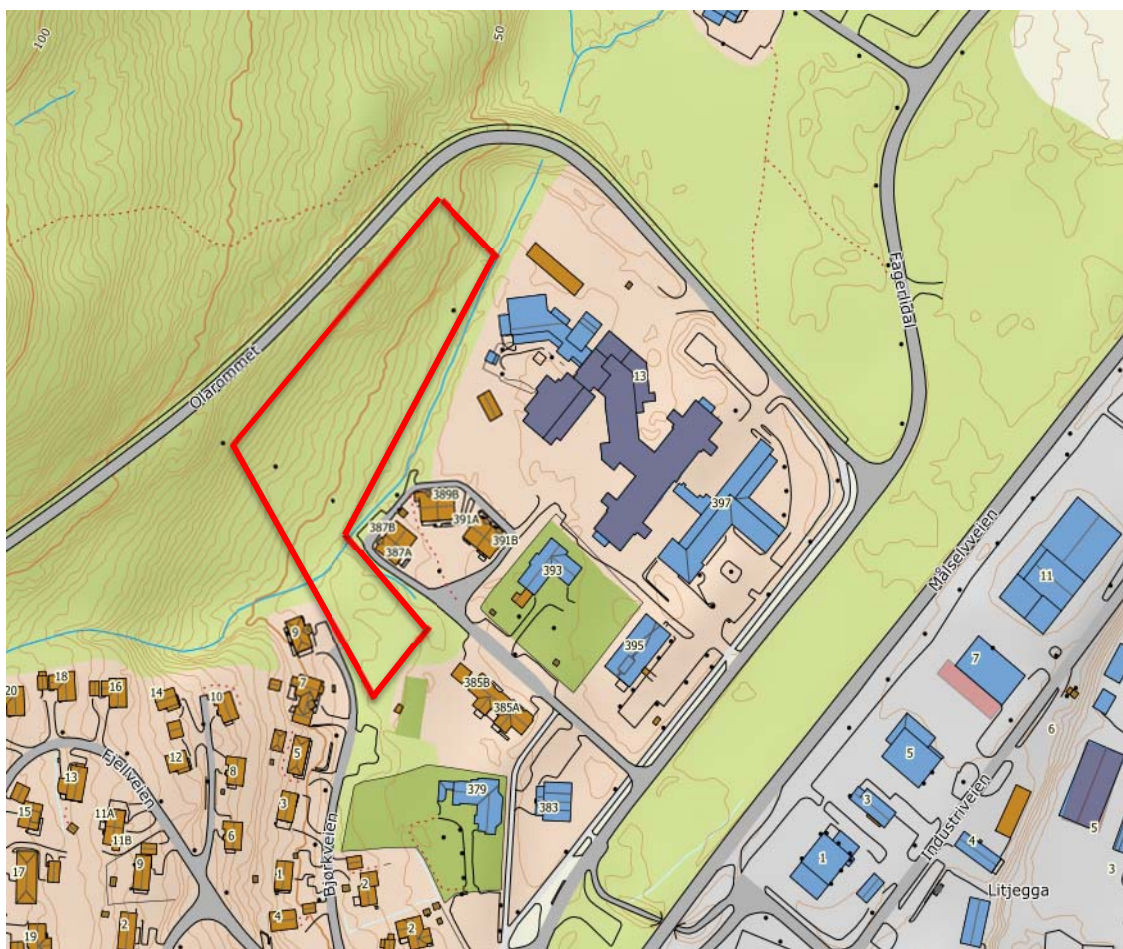 100
50
Olarommet
Fagerlidal
13
397
389B
391A
391B
387B
387A
393
395
Målselvveien
11
7
6
9
385B
385A
20
18
16
14
10
7
5
12
5
3
Fjellveien
13
8
379
383
5
Industriveien
4
15
11A
11B
3
6
1
3
9
17
Bjørkveien
1
2
Litjegga
4
2
2
19
2